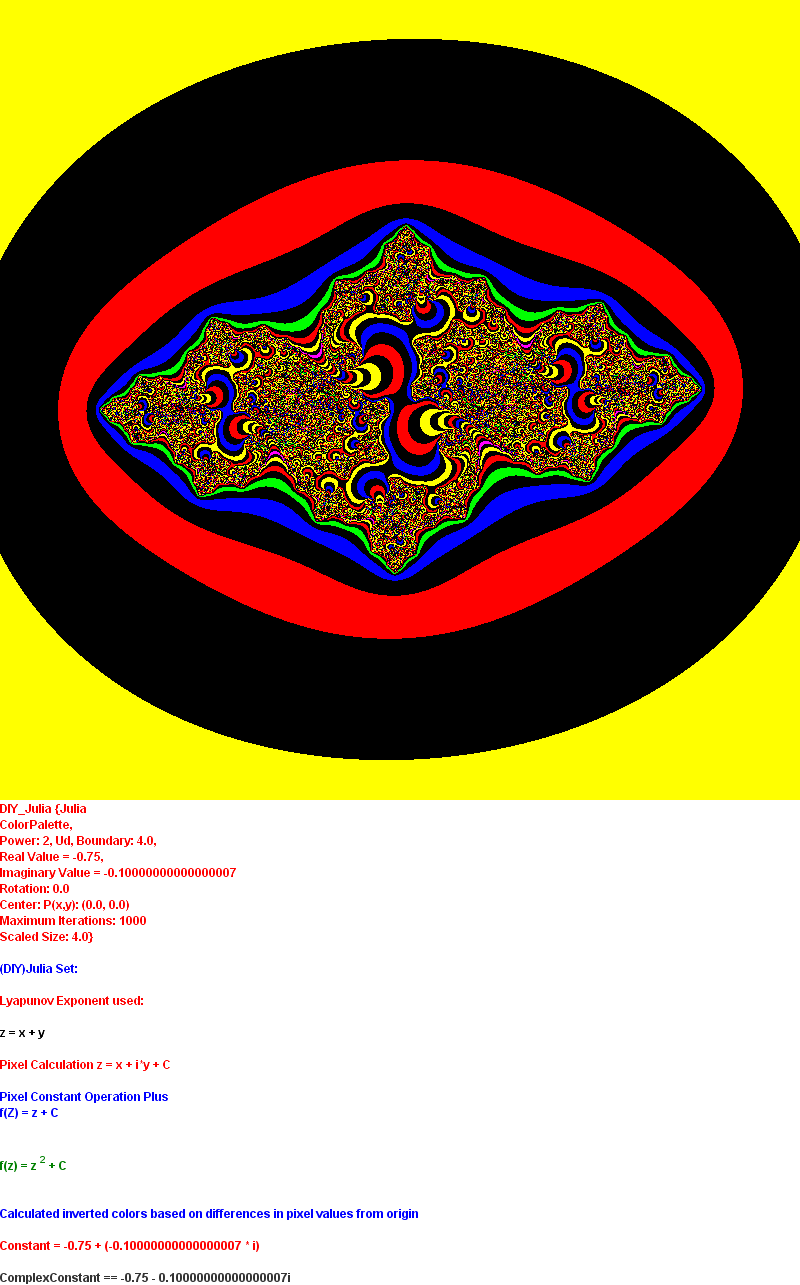 DIY_Julia {Julia
ColorPalette,
Power: 2, Ud, Boundary: 4.0,
Real Value = -0.75,
Imaginary Value = -0.10000000000000007
Rotation: 0.0
Center: P(x,y): (0.0, 0.0)
Maximum Iterations: 1000
Scaled Size: 4.0}
(DIY)Julia Set:
Lyapunov Exponent used:
z = x + y
Pixel Calculation z = x + i*y + C
Pixel Constant Operation Plus
f(Z) = z + C
f(z) = z 2 + C
Calculated inverted colors based on differences in pixel values from origin
Constant = -0.75 + (-0.10000000000000007 * i)
ComplexConstant == -0.75 - 0.10000000000000007i